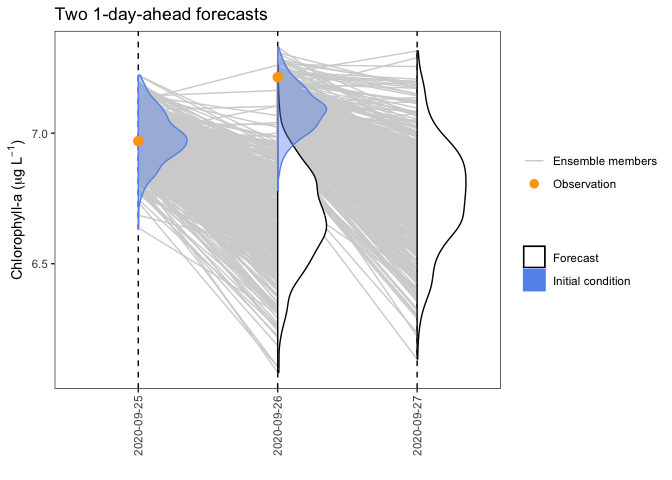 Two 1-day-ahead forecasts
Chlorophyll-a (μg L⁻¹)
7.0
6.5
2020-09-25
2020-09-26
2020-09-27
Ensemble members
Observation
Forecast
Initial condition